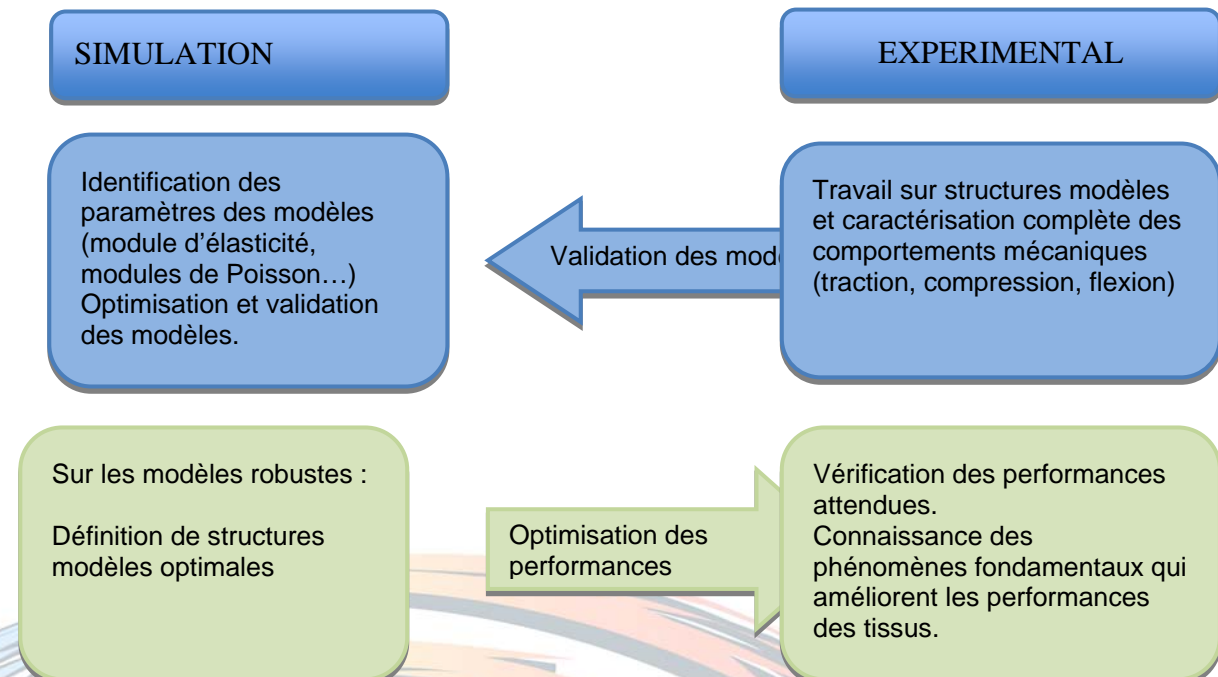 SIMULATION
EXPERIMENTAL
Identification des
paramètres des modèles
(module d’élasticité,
modules de Poisson…)
Optimisation et validation
des modèles.
Validation des
Travail sur structures modèles
et caractérisation complète des
comportements mécaniques
(traction, compression, flexion)
Sur les modèles robustes :
Définition de structures
modèles optimales
Optimisation des
performances
Vérification des performances
attendues.
Connaissance des
phénomènes fondamentaux qui
améliorent les performances
des tissus.